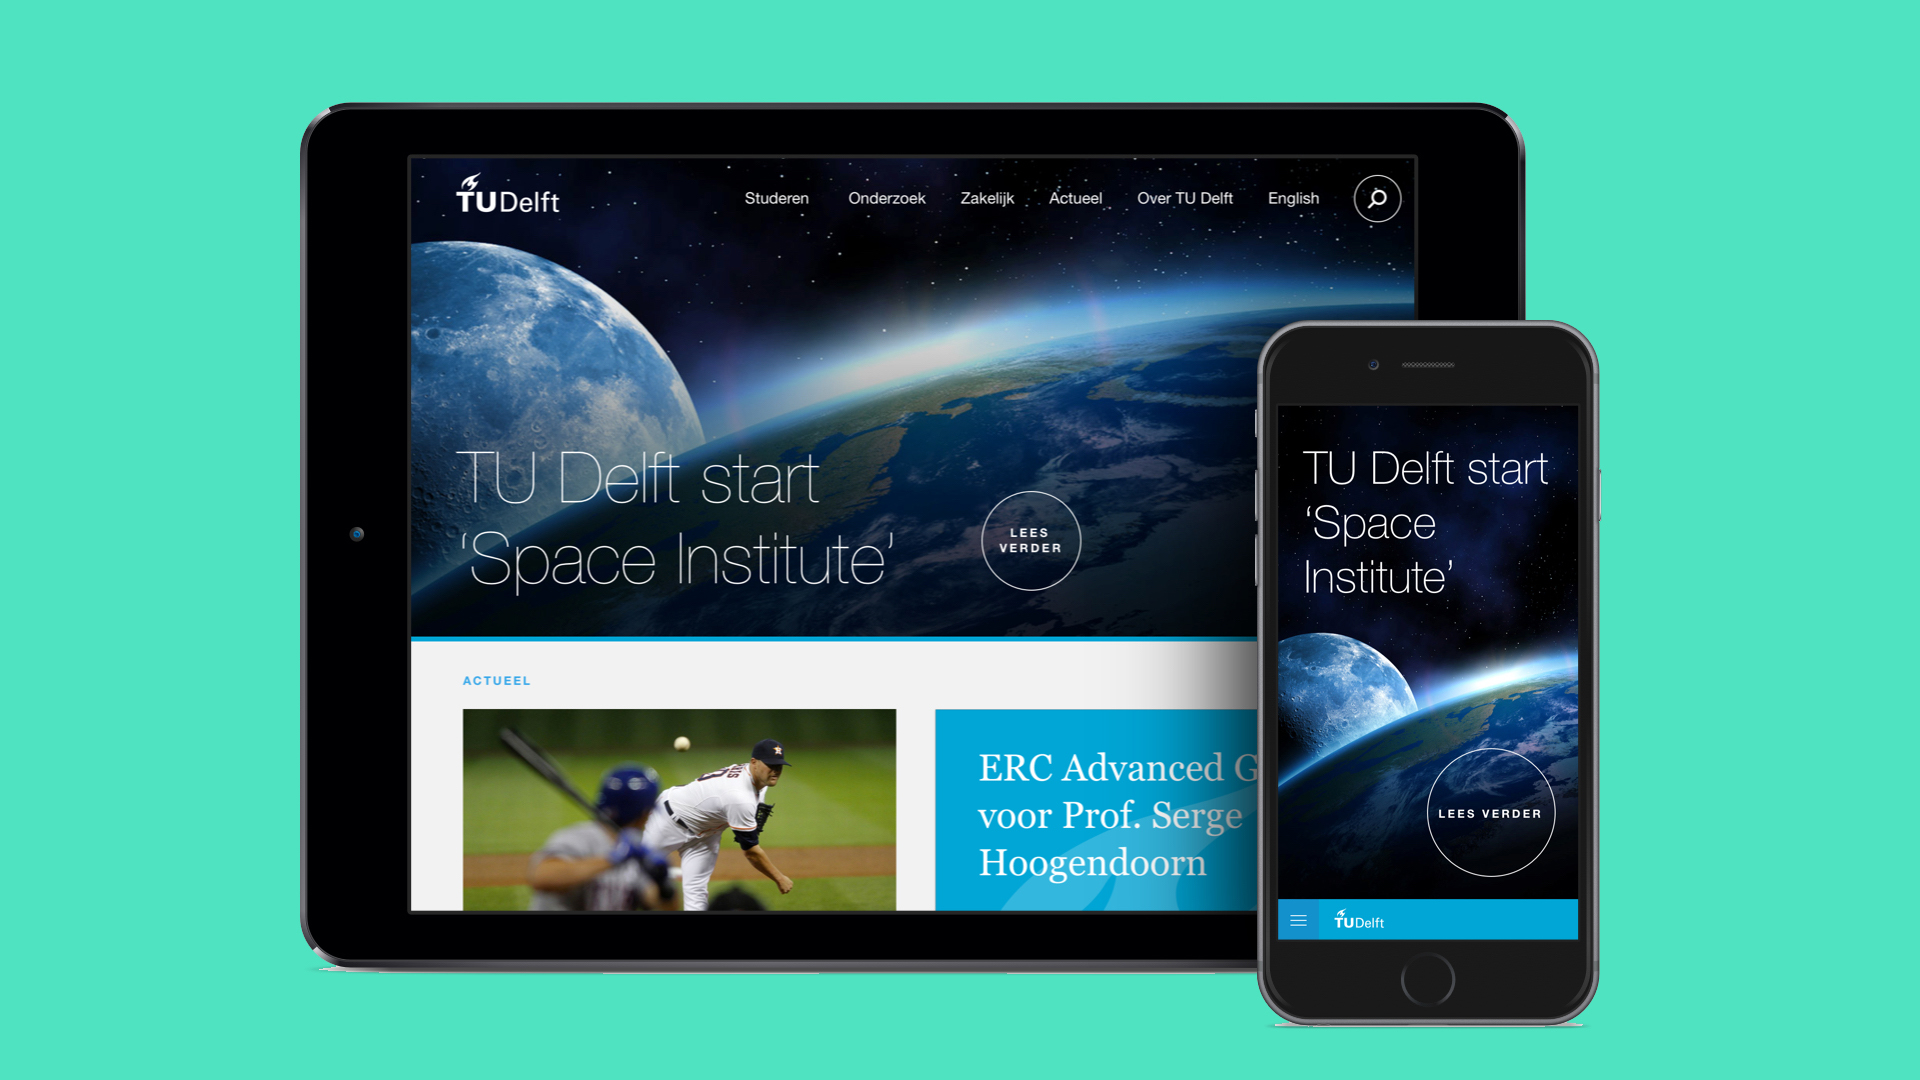 TUDelft
Studeren Onderzoek Zakelijk Actueel Over TU Delft English
TU Delft start
‘Space Institute’
LEES
VERDER
ACTUEEL
ERC Advanced G
voor Prof. Serge
Hoogendoorn
TU Delft start
‘Space
Institute’
LEES VERDER
TUDelft